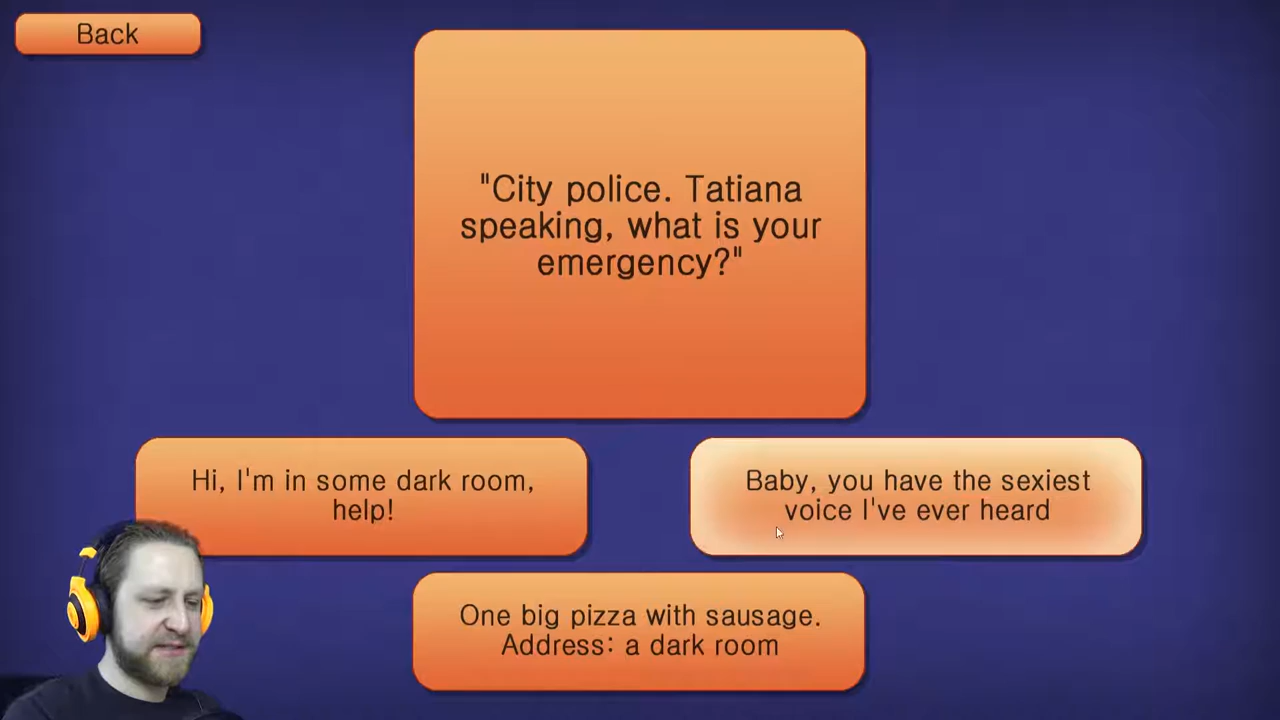 Back
"City police. Tatiana
speaking, what is your
emergency?"
Hi, I'm in some dark room,
help!
Baby, you have the sexiest
voice I've ever heard
One big pizza with sausage.
Address: a dark room